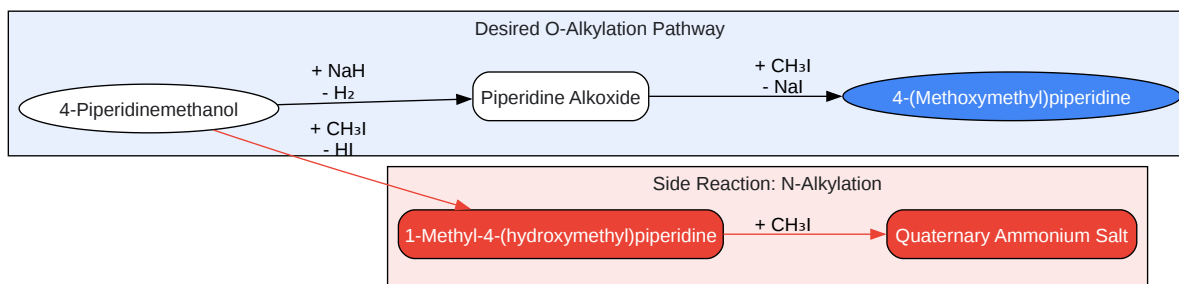 Desired O-Alkylation Pathway
+ NaH
- H₂
+ CH₃I
- NaI
4-Piperidinemethanol
Piperidine Alkoxide
4-(Methoxymethyl)piperidine
+ CH₃I
- HI
Side Reaction: N-Alkylation
1-Methyl-4-(hydroxymethyl)piperidine
+ CH₃I
Quaternary Ammonium Salt